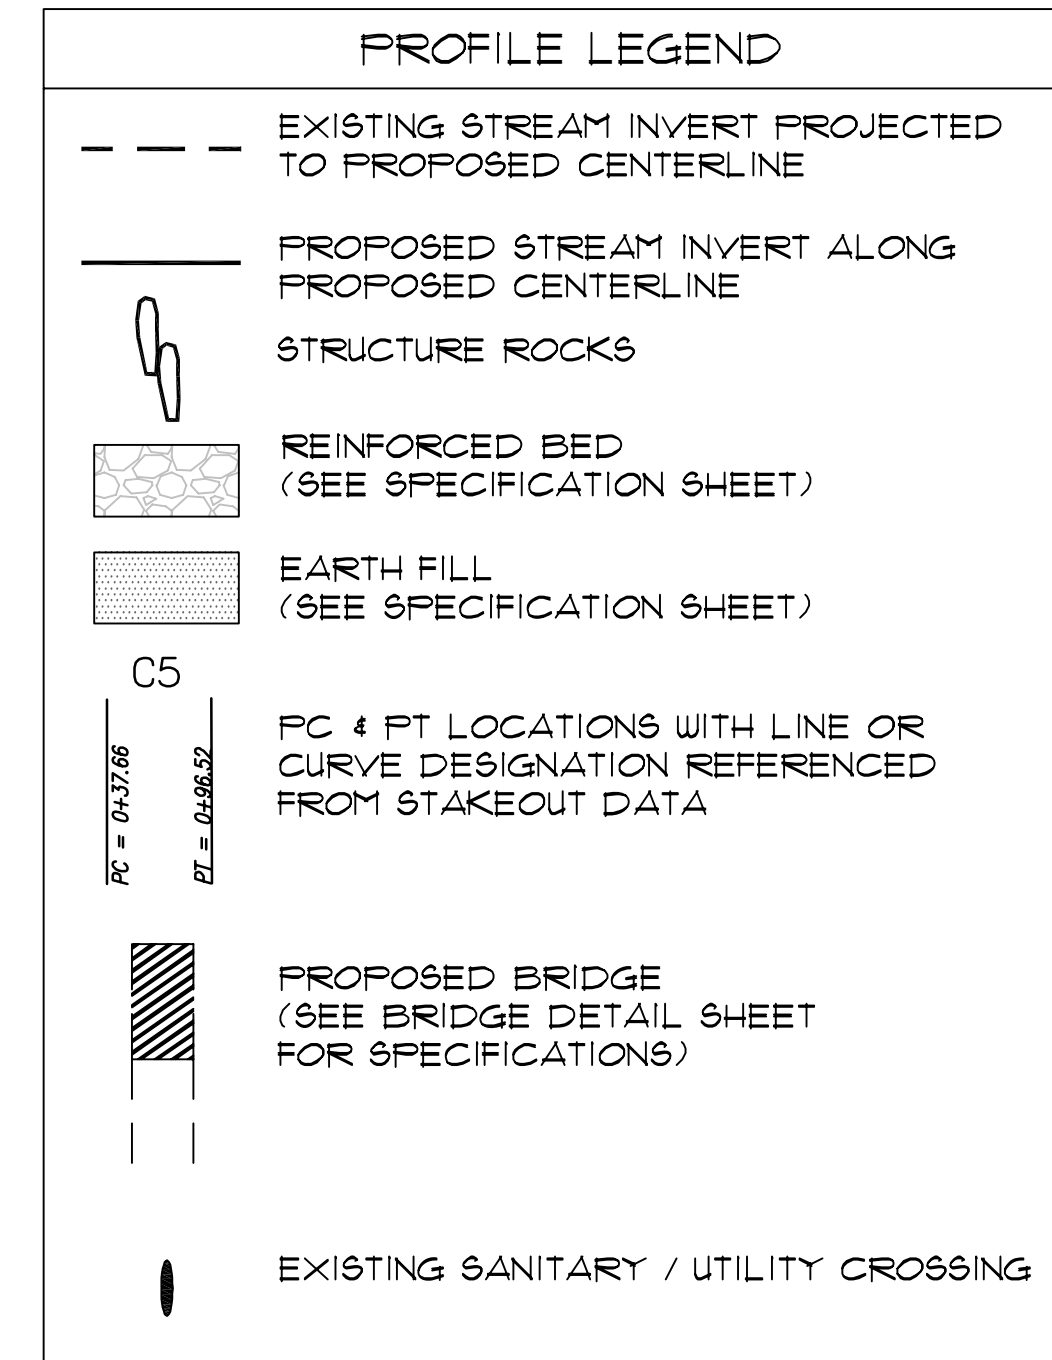 PROFILE LEGEND
EXISTING STREAM INVERT PROJECTED
TO PROPOSED CENTERLINE
PROPOSED STREAM INVERT ALONG
PROPOSED CENTERLINE
STRUCTURE ROCKS
REINFORCED BED
(SEE SPECIFICATION SHEET)
EARTH FILL
(SEE SPECIFICATION SHEET)
C5
PC = 0+37.66
PT = 0+96.52
PC & PT LOCATIONS WITH LINE OR
CURVE DESIGNATION REFERENCED
FROM STAKEOUT DATA
PROPOSED BRIDGE
(SEE BRIDGE DETAIL SHEET
FOR SPECIFICATIONS)
EXISTING SANITARY / UTILITY CROSSING